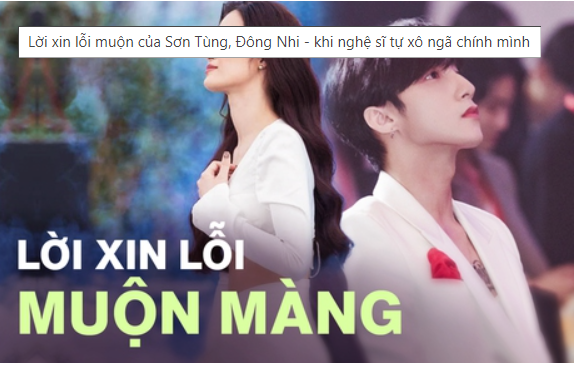 Lời xin lỗi muộn của Sơn Tùng, Đông Nhi - khi nghệ sĩ tự xô ngã chính mình
LỜI XIN LỖI
MUỘN MÀNG